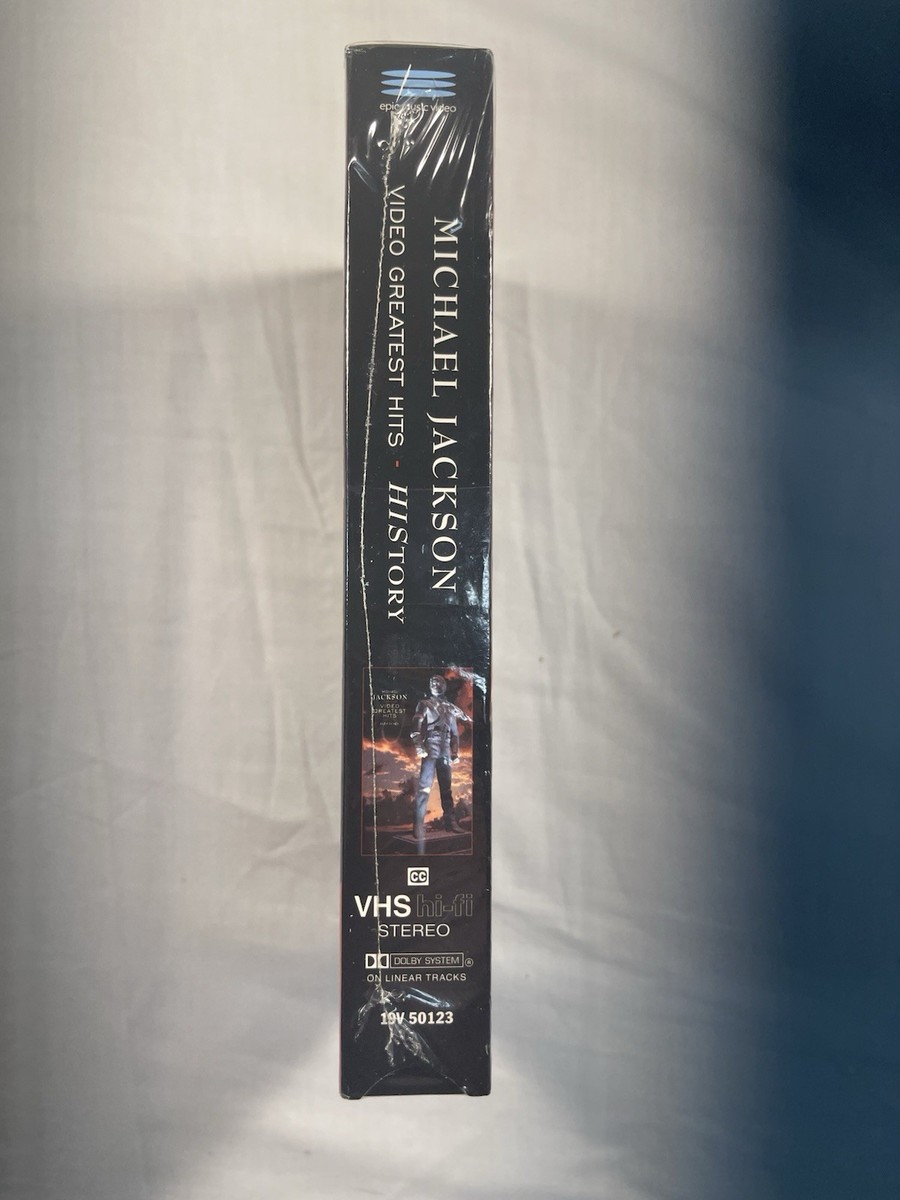 epic music video
MICHAEL JACKSON
VIDEO GREATEST HITS - HISTORY
JACKSON
VIDEO
GREATEST
HITS
CC
VHS hi-fi
STEREO
DOLBY SYSTEM ®
ON LINEAR TRACKS
19V 50123